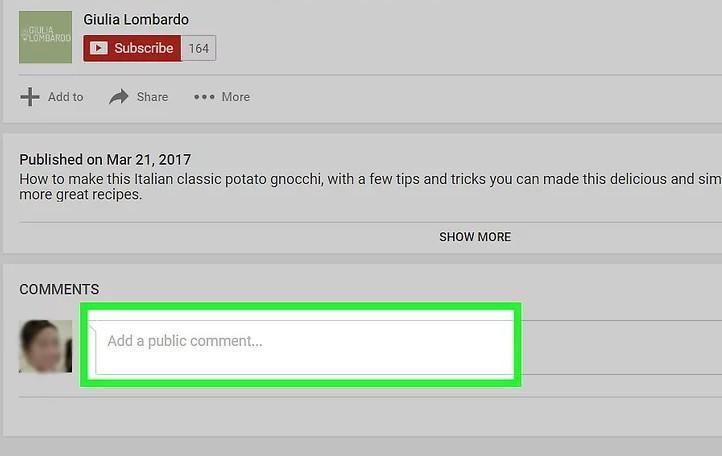 GIULIA
LOMBARDO
Giulia Lombardo
Subscribe 164
Add to Share More
Published on Mar 21, 2017
How to make this Italian classic potato gnocchi, with a few tips and tricks you can made this delicious and sim
more great recipes.
SHOW MORE
COMMENTS
Add a public comment...